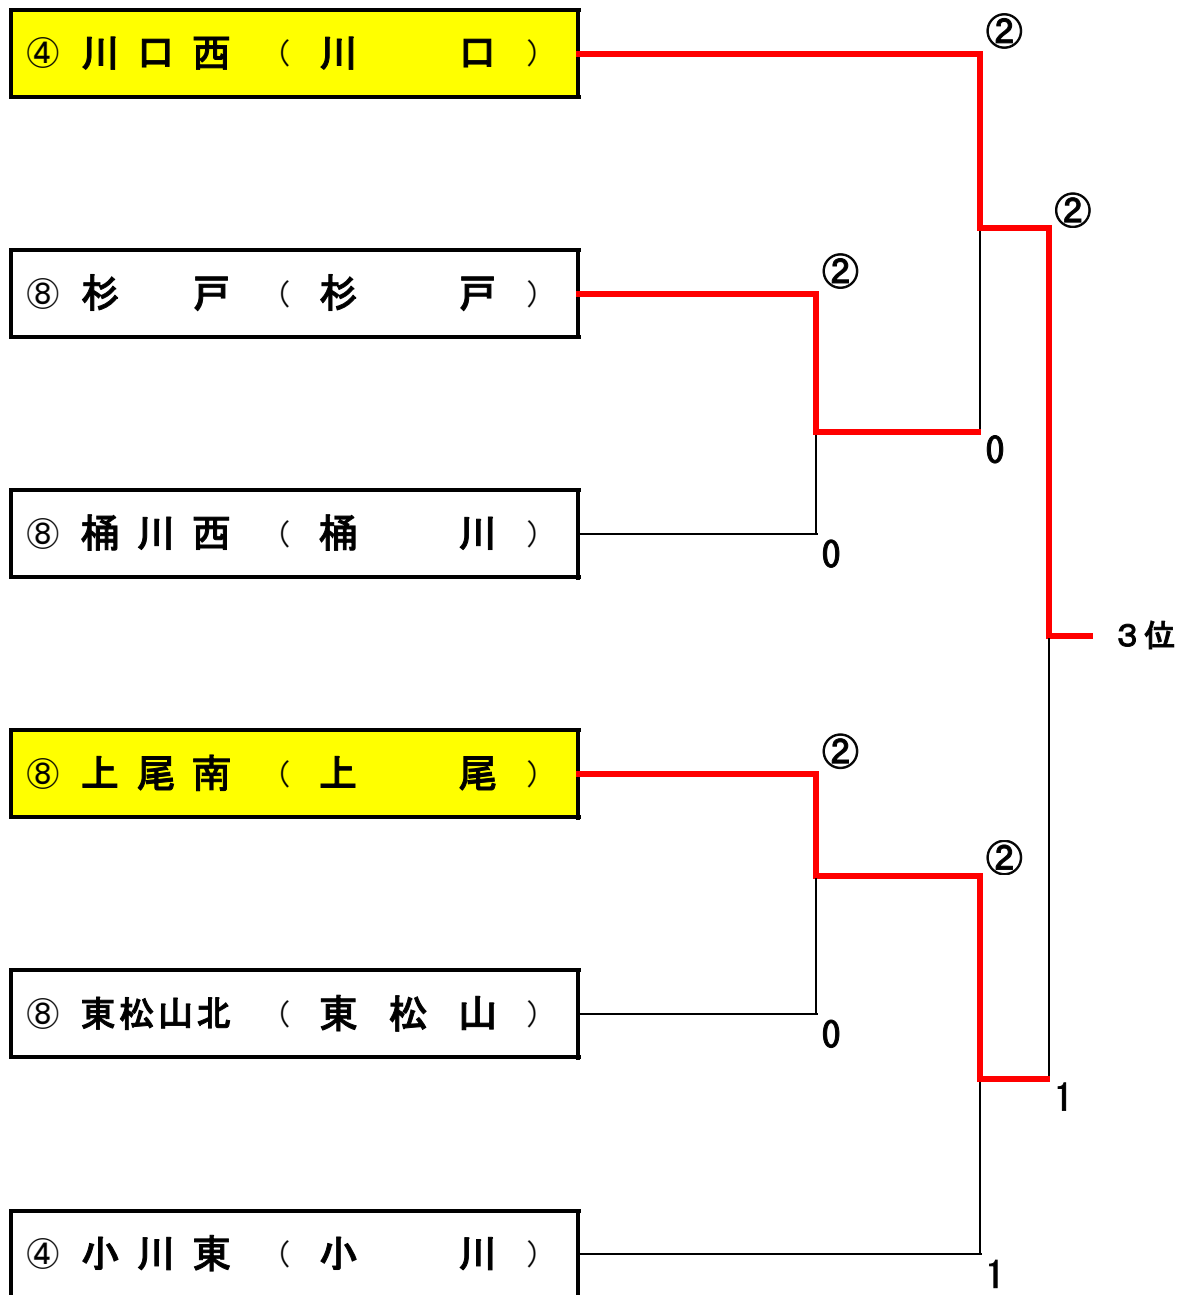 ④ 川口西 （ 川口 ）
②
②
⑧ 杉戸 （ 杉戸 ）
②
0
⑧ 桶川西 （ 桶川 ）
0
３位
⑧ 上尾南 （ 上尾 ）
②
②
⑧ 東松山北 （ 東松山 ）
0
1
④ 小川東 （ 小川 ）
1